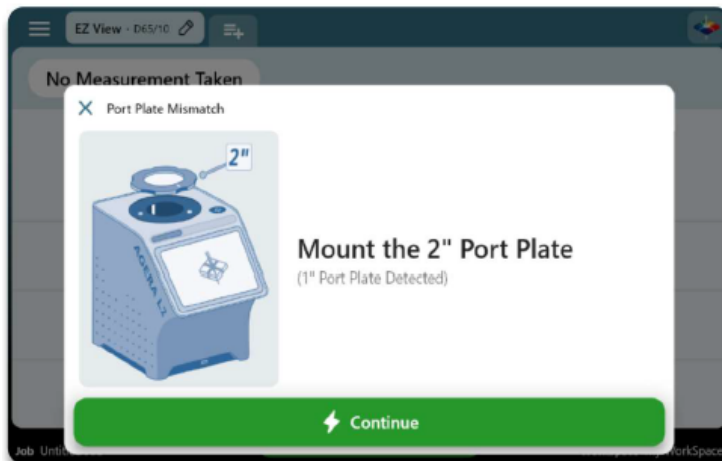 EZ View - D65/10
No Measurement Taken
Port Plate Mismatch
2"
AGERA L2
Mount the 2" Port Plate
(1" Port Plate Detected)
Continue
Job
WorkSpace